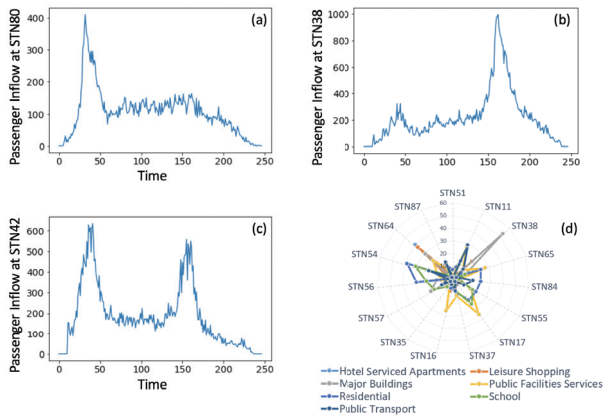 (a)
Passenger Inflow at STN80
400
300
200
100
0
0 50 100 150 200 250
Time
(b)
Passenger Inflow at STN38
1000
800
600
400
200
0
0 50 100 150 200 250
(c)
Passenger Inflow at STN42
600
500
400
300
200
100
0
0 50 100 150 200 250
(d)
60
50
40
30
20
10
STN51
STN11
STN38
STN65
STN84
STN55
STN17
STN37
STN16
STN35
STN57
STN56
STN54
STN64
STN87
Hotel Serviced Apartments
Leisure Shopping
Major Buildings
Public Facilities Services
Residential
School
Public Transport